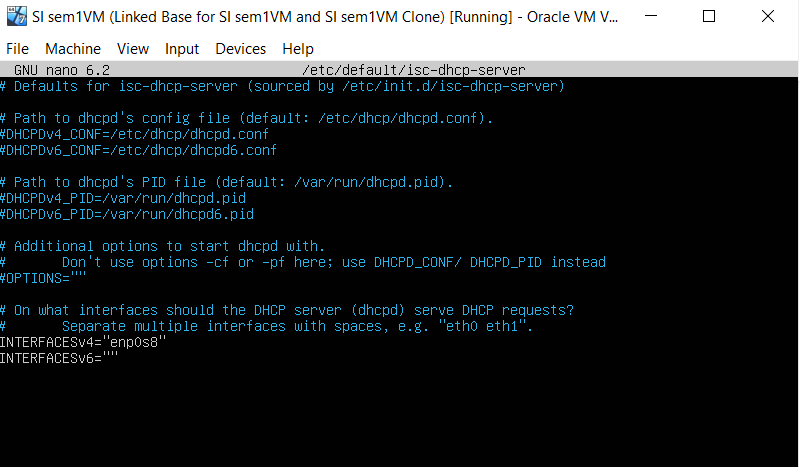 SI sem1VM (Linked Base for SI sem1VM and SI sem1VM Clone) [Running] - Oracle VM V...
File Machine View Input Devices Help
GNU nano 6.2 /etc/default/isc-dhcp-server
# Defaults for isc-dhcp-server (sourced by /etc/init.d/isc-dhcp-server)
# Path to dhcpd's config file (default: /etc/dhcp/dhcpd.conf).
#DHCPDv4_CONF=/etc/dhcp/dhcpd.conf
#DHCPDv6_CONF=/etc/dhcp/dhcpd6.conf
# Path to dhcpd's PID file (default: /var/run/dhcpd.pid).
#DHCPDv4_PID=/var/run/dhcpd.pid
#DHCPDv6_PID=/var/run/dhcpd6.pid
# Additional options to start dhcpd with.
#       Don't use options -cf or -pf here; use DHCPD_CONF/ DHCPD_PID instead
#OPTIONS=""
# On what interfaces should the DHCP server (dhcpd) serve DHCP requests?
#       Separate multiple interfaces with spaces, e.g. "eth0 eth1".
INTERFACESv4="enp0s8"
INTERFACESv6=""